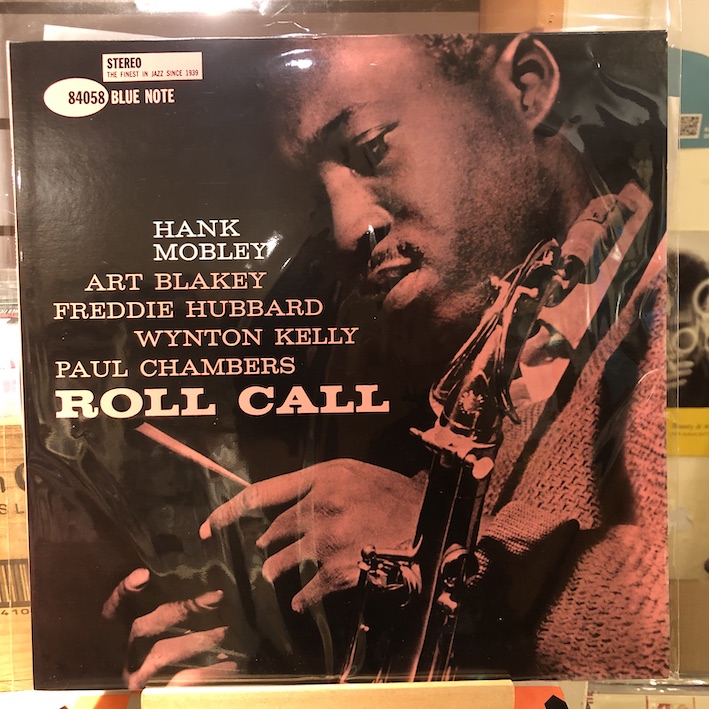 STEREO
THE FINEST IN JAZZ SINCE 1939
84058 BLUE NOTE
HANK
MOBLEY
ART BLAKEY
FREDDIE HUBBARD
WYNTON KELLY
PAUL CHAMBERS
ROLL CALL